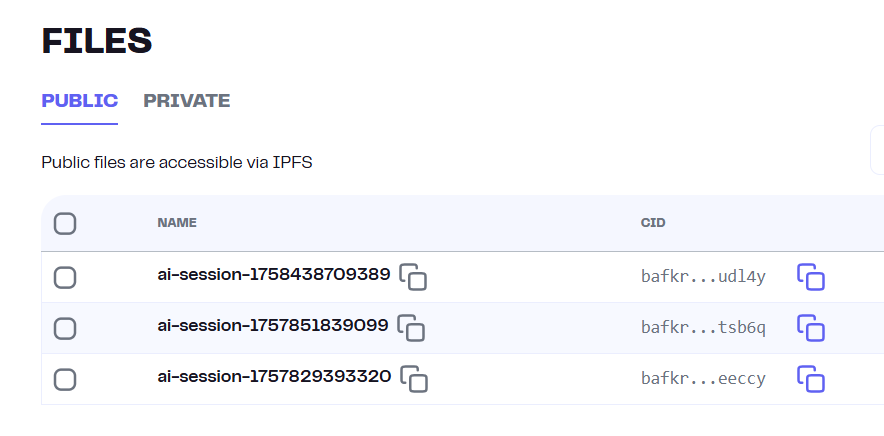 FILES
PUBLIC PRIVATE
Public files are accessible via IPFS
NAME CID
ai-session-1758438709389 bafkr...udl4y
ai-session-1757851839099 bafkr...tsb6q
ai-session-1757829393320 bafkr...eeccy